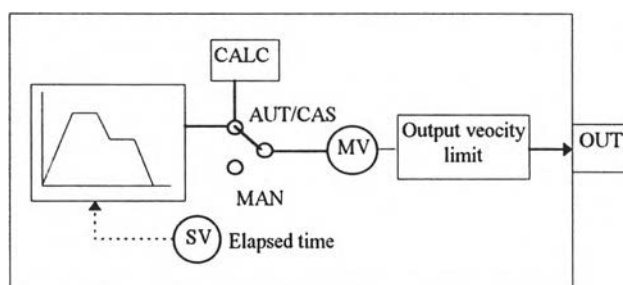 CALC
AUT/CAS
MAN
MV
Output veocity
limit
OUT
SV
Elapsed time